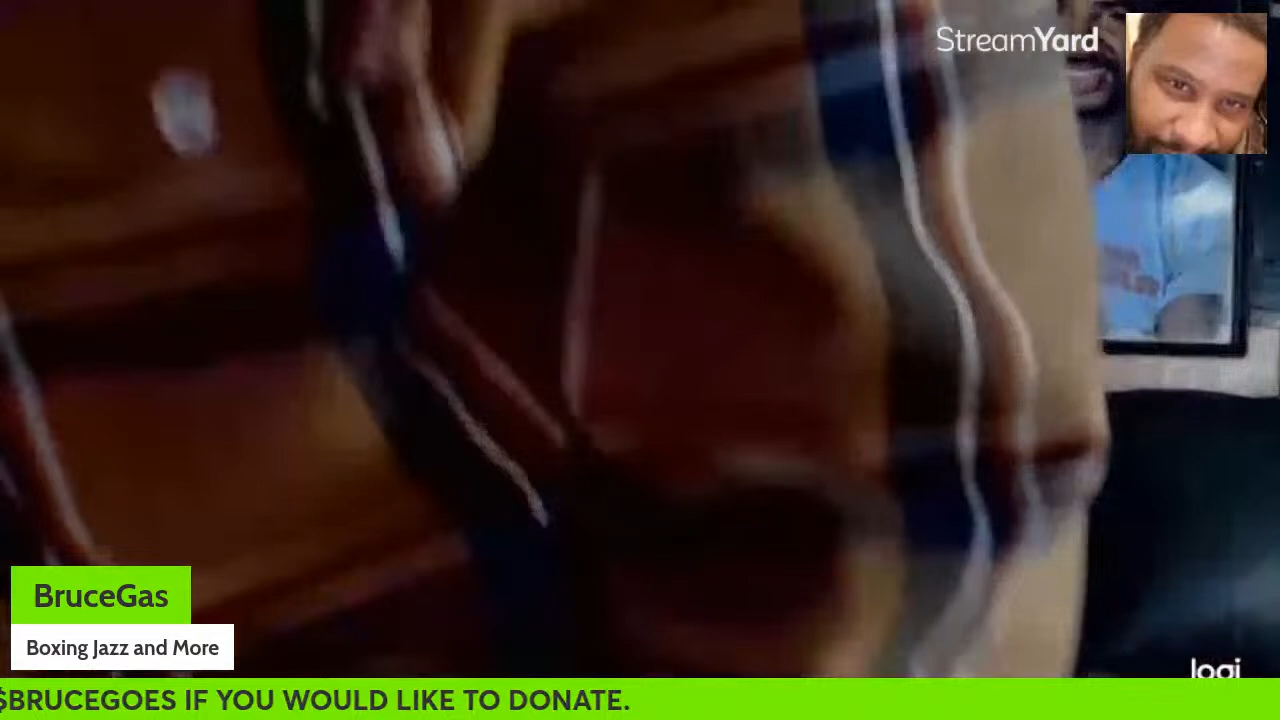 StreamYard
BruceGas
Boxing Jazz and More
logi
$BRUCEGOES IF YOU WOULD LIKE TO DONATE.